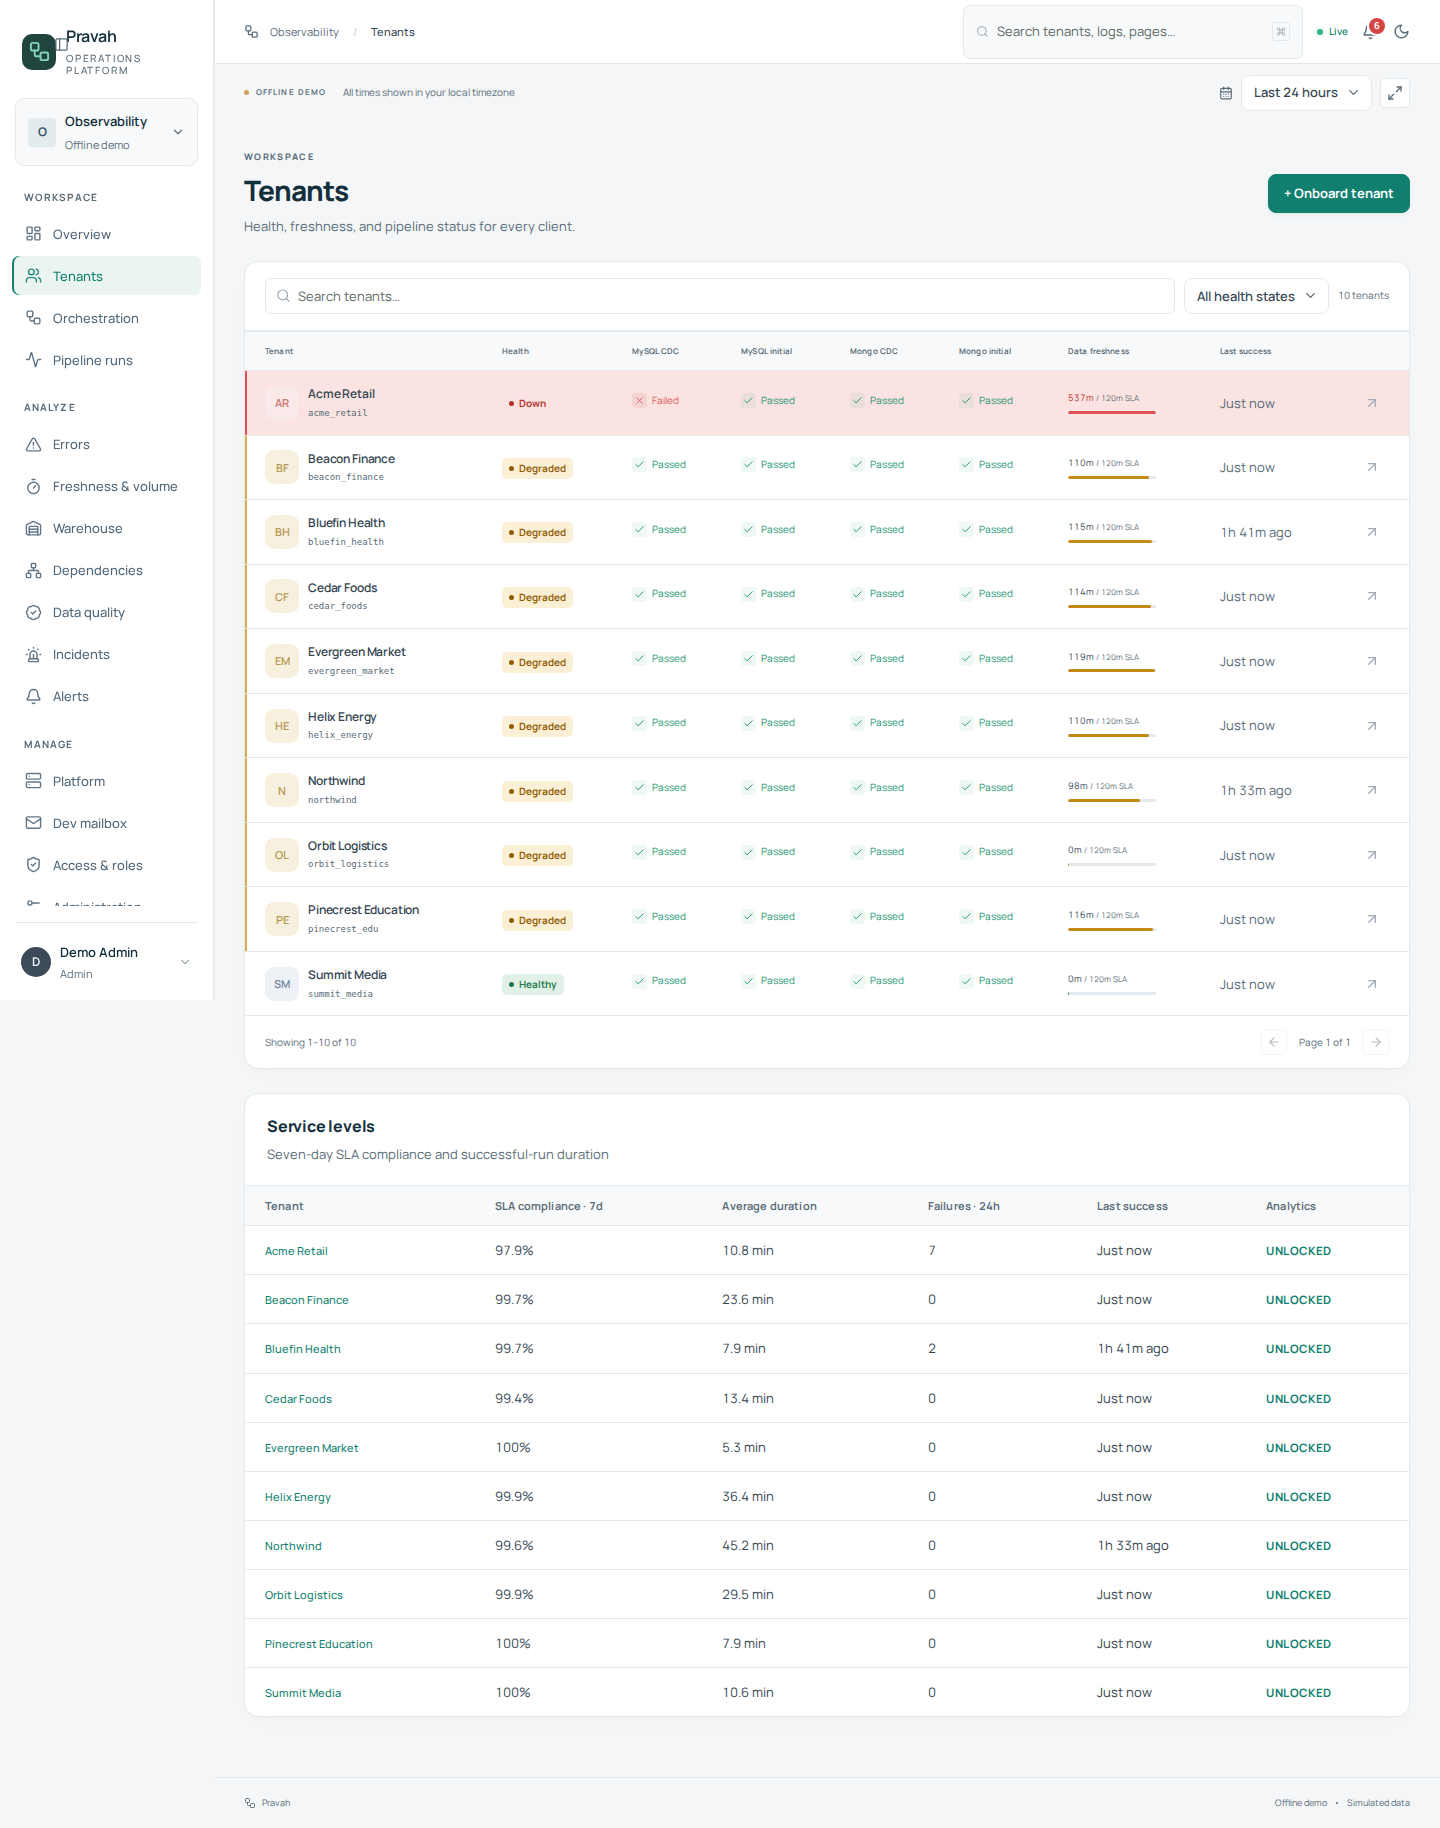 Pravah
OPERATIONS
PLATFORM
O
Observability
Offline demo
WORKSPACE
Overview
Tenants
Orchestration
Pipeline runs
ANALYZE
Errors
Freshness & volume
Warehouse
Dependencies
Data quality
Incidents
Alerts
MANAGE
Platform
Dev mailbox
Access & roles
D
Demo Admin
Admin
Observability / Tenants
Search tenants, logs, pages...
⌘
Live
6
OFFLINE DEMO All times shown in your local timezone
Last 24 hours
WORKSPACE
Tenants
Health, freshness, and pipeline status for every client.
+ Onboard tenant
Search tenants...
All health states
10 tenants
Tenant Health MySQL CDC MySQL initial Mongo CDC Mongo initial Data freshness Last success
AR Acme Retail acme_retail Down Failed Passed Passed Passed 537m / 120m SLA Just now
BF Beacon Finance beacon_finance Degraded Passed Passed Passed Passed 110m / 120m SLA Just now
BH Bluefin Health bluefin_health Degraded Passed Passed Passed Passed 115m / 120m SLA 1h 41m ago
CF Cedar Foods cedar_foods Degraded Passed Passed Passed Passed 114m / 120m SLA Just now
EM Evergreen Market evergreen_market Degraded Passed Passed Passed Passed 119m / 120m SLA Just now
HE Helix Energy helix_energy Degraded Passed Passed Passed Passed 110m / 120m SLA Just now
N Northwind northwind Degraded Passed Passed Passed Passed 98m / 120m SLA 1h 33m ago
OL Orbit Logistics orbit_logistics Degraded Passed Passed Passed Passed 0m / 120m SLA Just now
PE Pinecrest Education pinecrest_edu Degraded Passed Passed Passed Passed 116m / 120m SLA Just now
SM Summit Media summit_media Healthy Passed Passed Passed Passed 0m / 120m SLA Just now
Showing 1–10 of 10
Page 1 of 1
Service levels
Seven-day SLA compliance and successful-run duration
Tenant SLA compliance · 7d Average duration Failures · 24h Last success Analytics
Acme Retail 97.9% 10.8 min 7 Just now UNLOCKED
Beacon Finance 99.7% 23.6 min 0 Just now UNLOCKED
Bluefin Health 99.7% 7.9 min 2 1h 41m ago UNLOCKED
Cedar Foods 99.4% 13.4 min 0 Just now UNLOCKED
Evergreen Market 100% 5.3 min 0 Just now UNLOCKED
Helix Energy 99.9% 36.4 min 0 Just now UNLOCKED
Northwind 99.6% 45.2 min 0 1h 33m ago UNLOCKED
Orbit Logistics 99.9% 29.5 min 0 Just now UNLOCKED
Pinecrest Education 100% 7.9 min 0 Just now UNLOCKED
Summit Media 100% 10.6 min 0 Just now UNLOCKED
Pravah
Offline demo • Simulated data